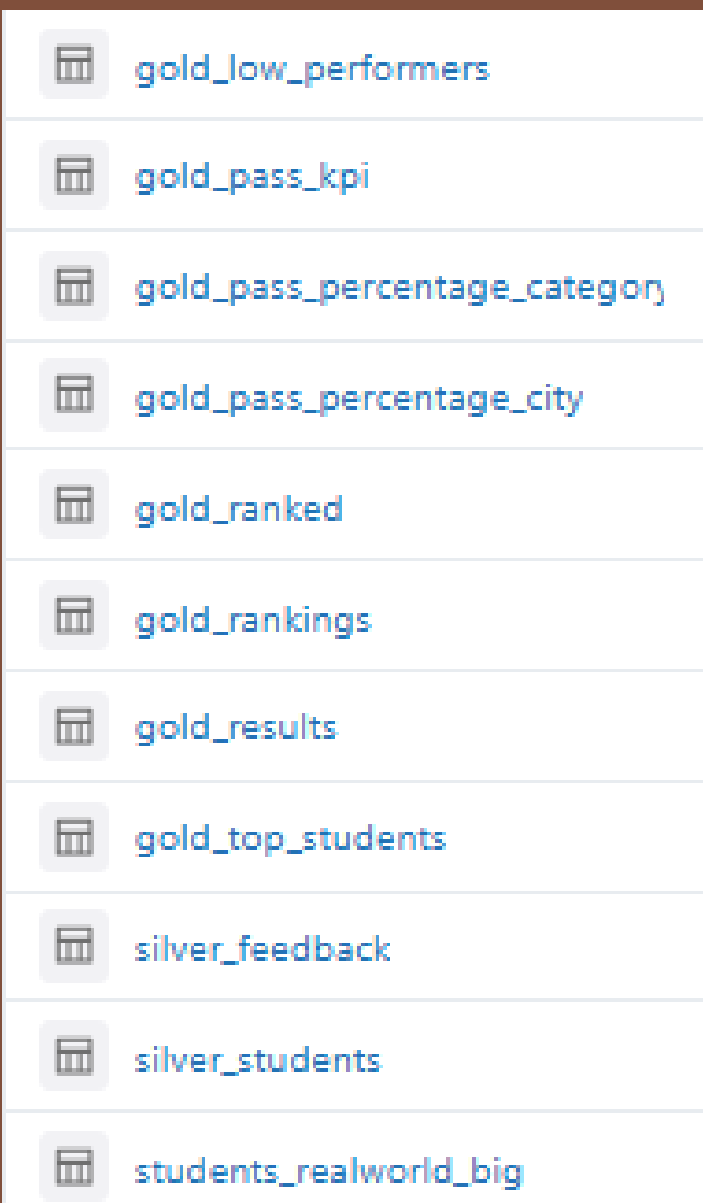 gold_low_performers
gold_pass_kpi
gold_pass_percentage_category
gold_pass_percentage_city
gold_ranked
gold_rankings
gold_results
gold_top_students
silver_feedback
silver_students
students_realworld_big